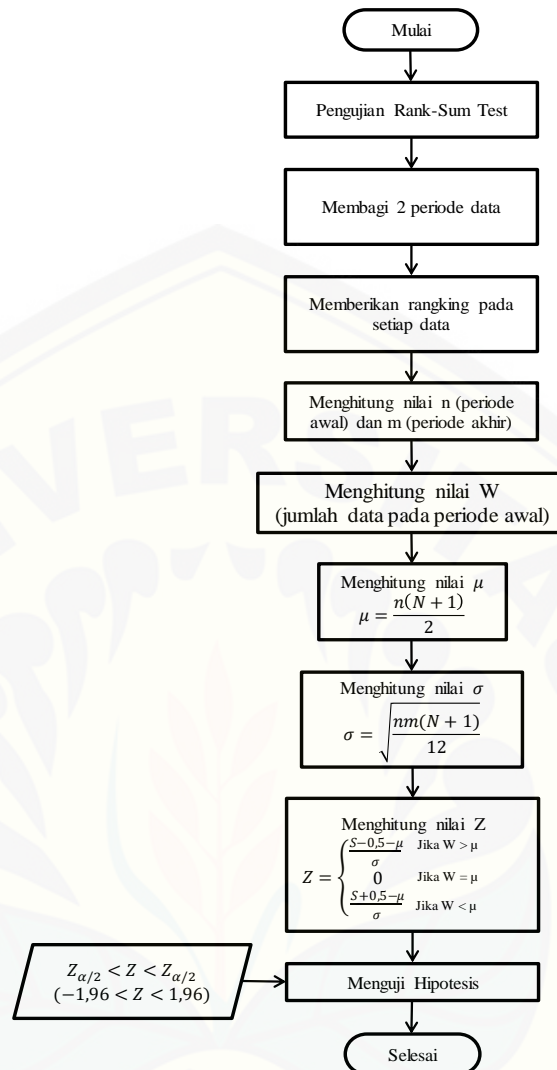 Mulai
Pengujian Rank-Sum Test
Membagi 2 periode data
Memberikan rangking pada
setiap data
Menghitung nilai n (periode
awal) dan m (periode akhir)
Menghitung nilai W
(jumlah data pada periode awal)
Menghitung nilai μ
μ = n(N + 1) / 2
Menghitung nilai σ
σ = √(nm(N + 1) / 12)
Menghitung nilai Z
Z = { (S−0,5−μ) / σ Jika W > μ
0 Jika W = μ
(S+0,5−μ) / σ Jika W < μ
Z_{α/2} < Z < Z_{α/2}
(−1,96 < Z < 1,96)
Menguji Hipotesis
Selesai